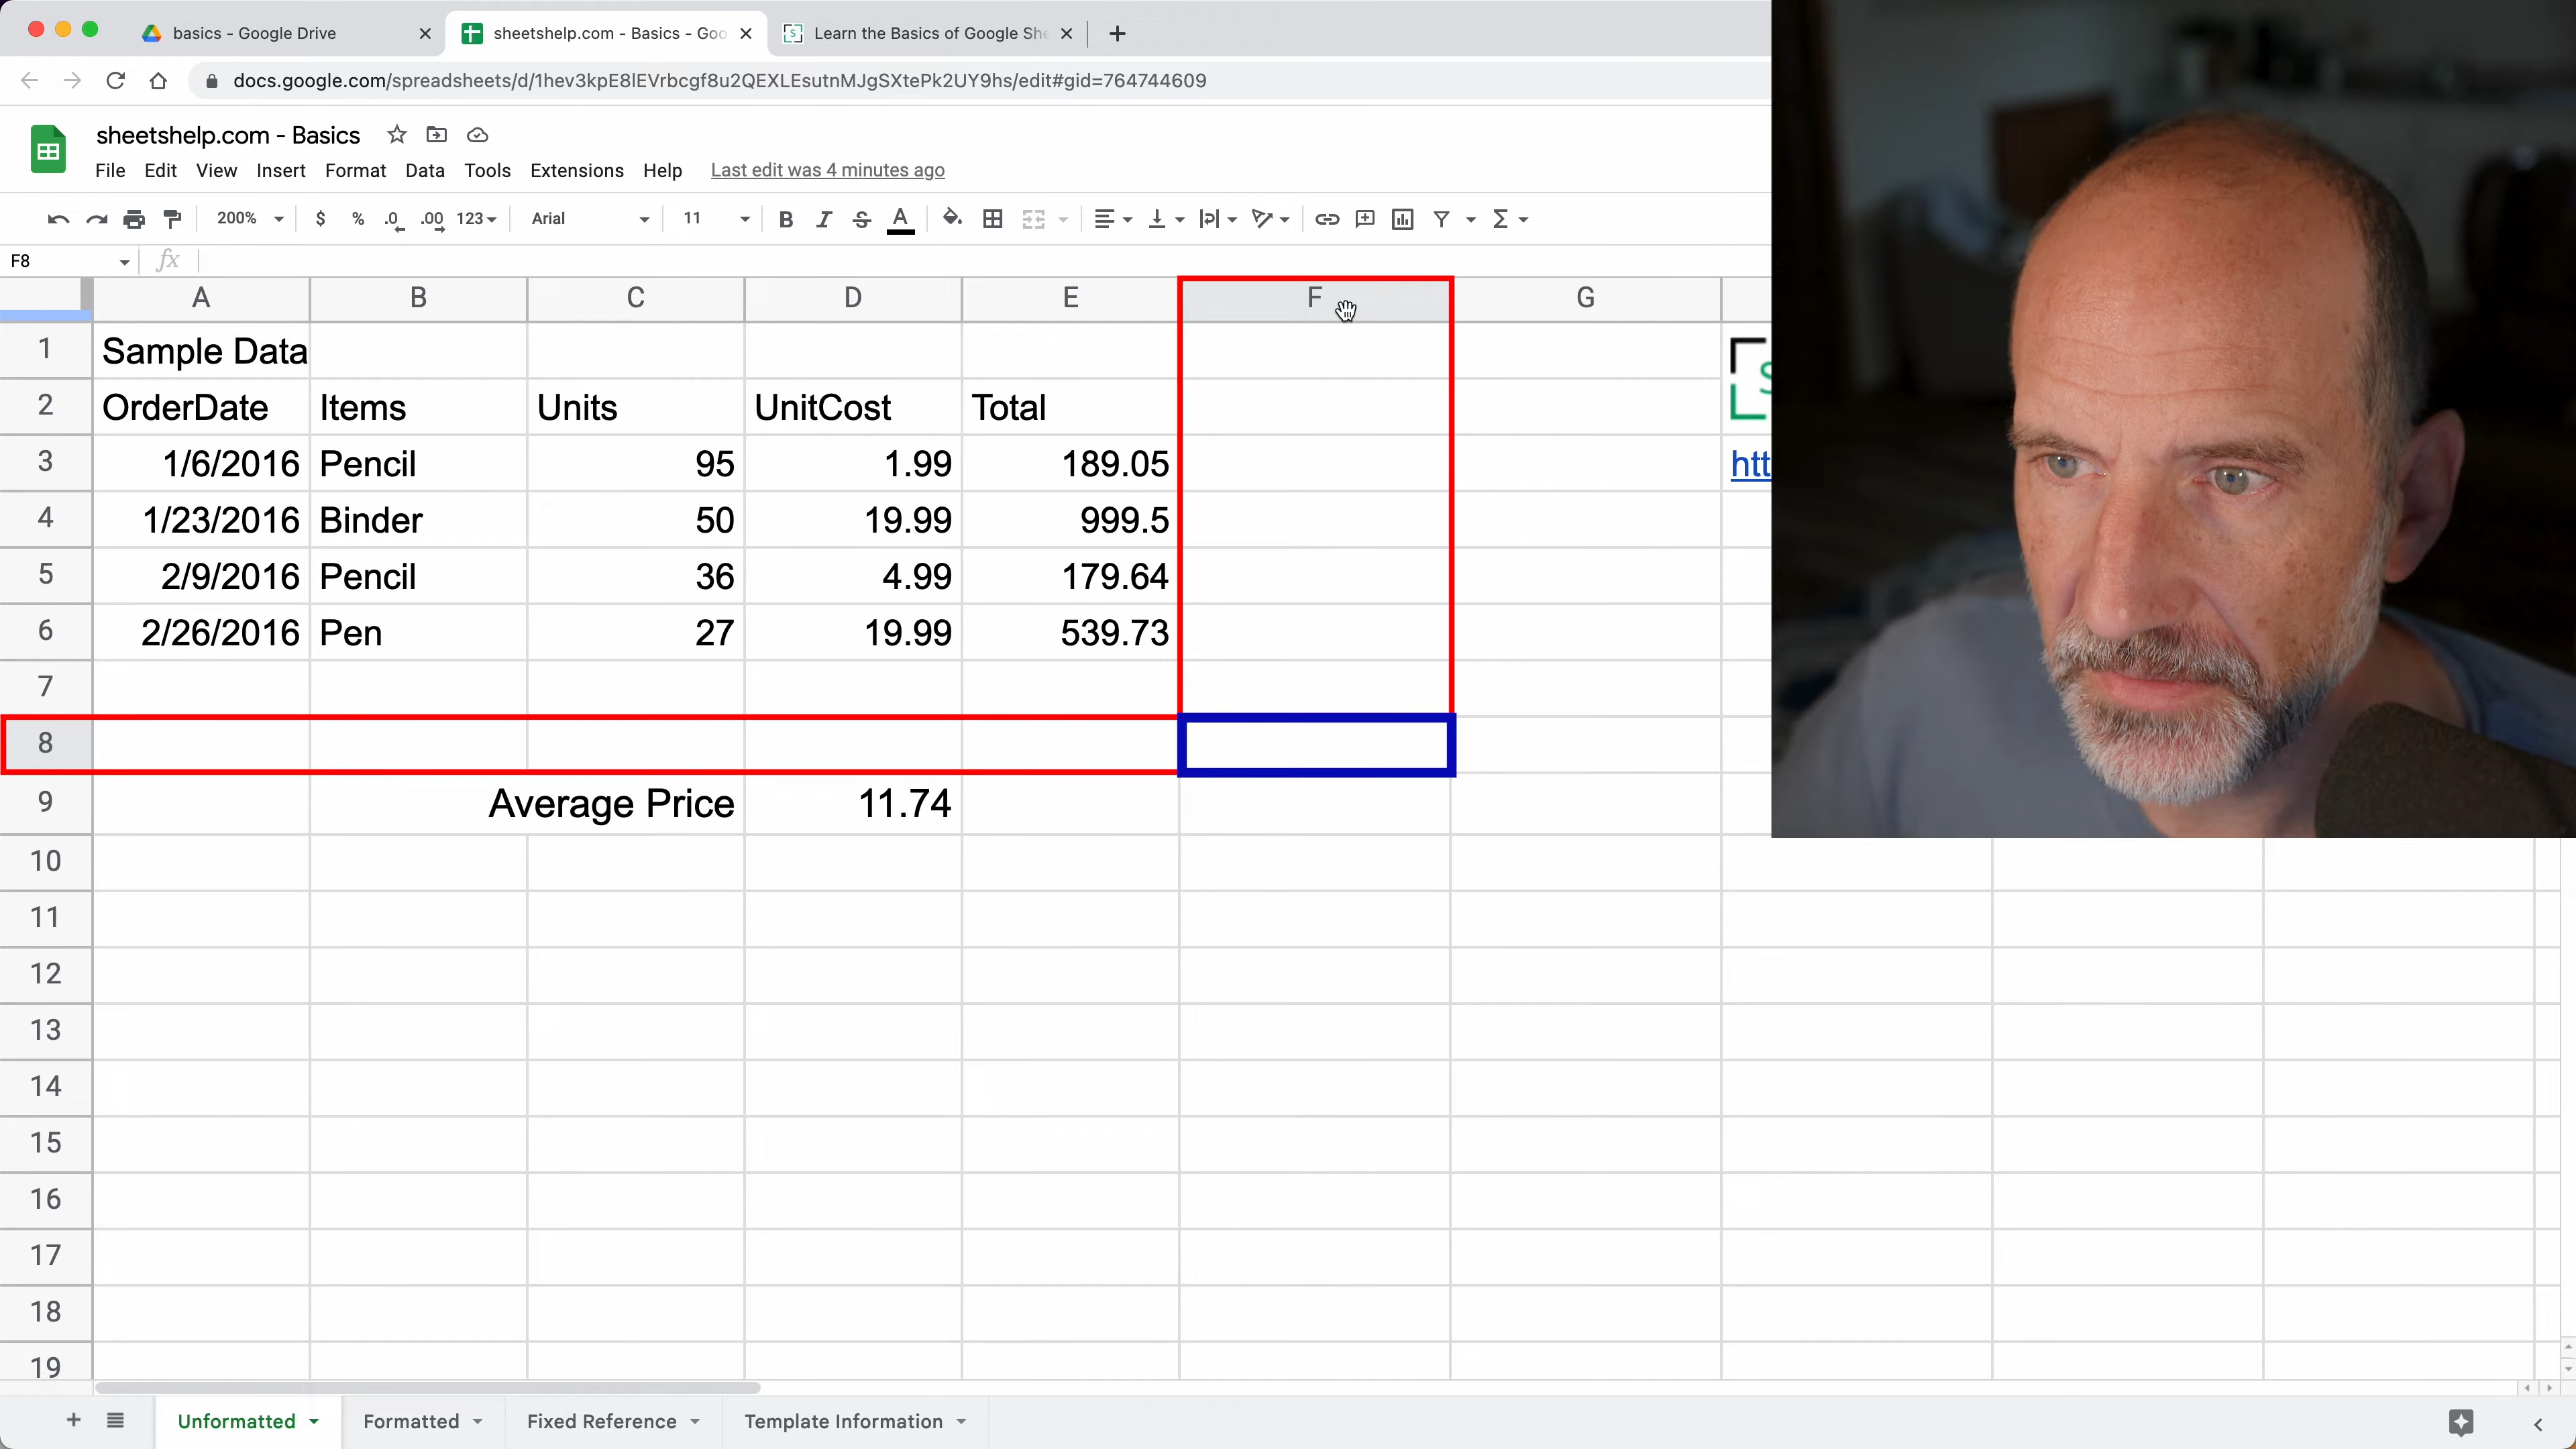 basics - Google Drive
sheetshelp.com - Basics - Goo
Learn the Basics of Google She
docs.google.com/spreadsheets/d/1hev3kpE8lEVrbcgf8u2QEXLEsutnMJgSXtePk2UY9hs/edit#gid=764744609
sheetshelp.com - Basics
File Edit View Insert Format Data Tools Extensions Help Last edit was 4 minutes ago
200% $ % .0 .00 123 Arial 11 B I S A
F8 fx
A B C D E F G
1 Sample Data
2 OrderDate Items Units UnitCost Total
3 1/6/2016 Pencil 95 1.99 189.05 htt
4 1/23/2016 Binder 50 19.99 999.5
5 2/9/2016 Pencil 36 4.99 179.64
6 2/26/2016 Pen 27 19.99 539.73
7
8
9 Average Price 11.74
10
11
12
13
14
15
16
17
18
19
Unformatted Formatted Fixed Reference Template Information